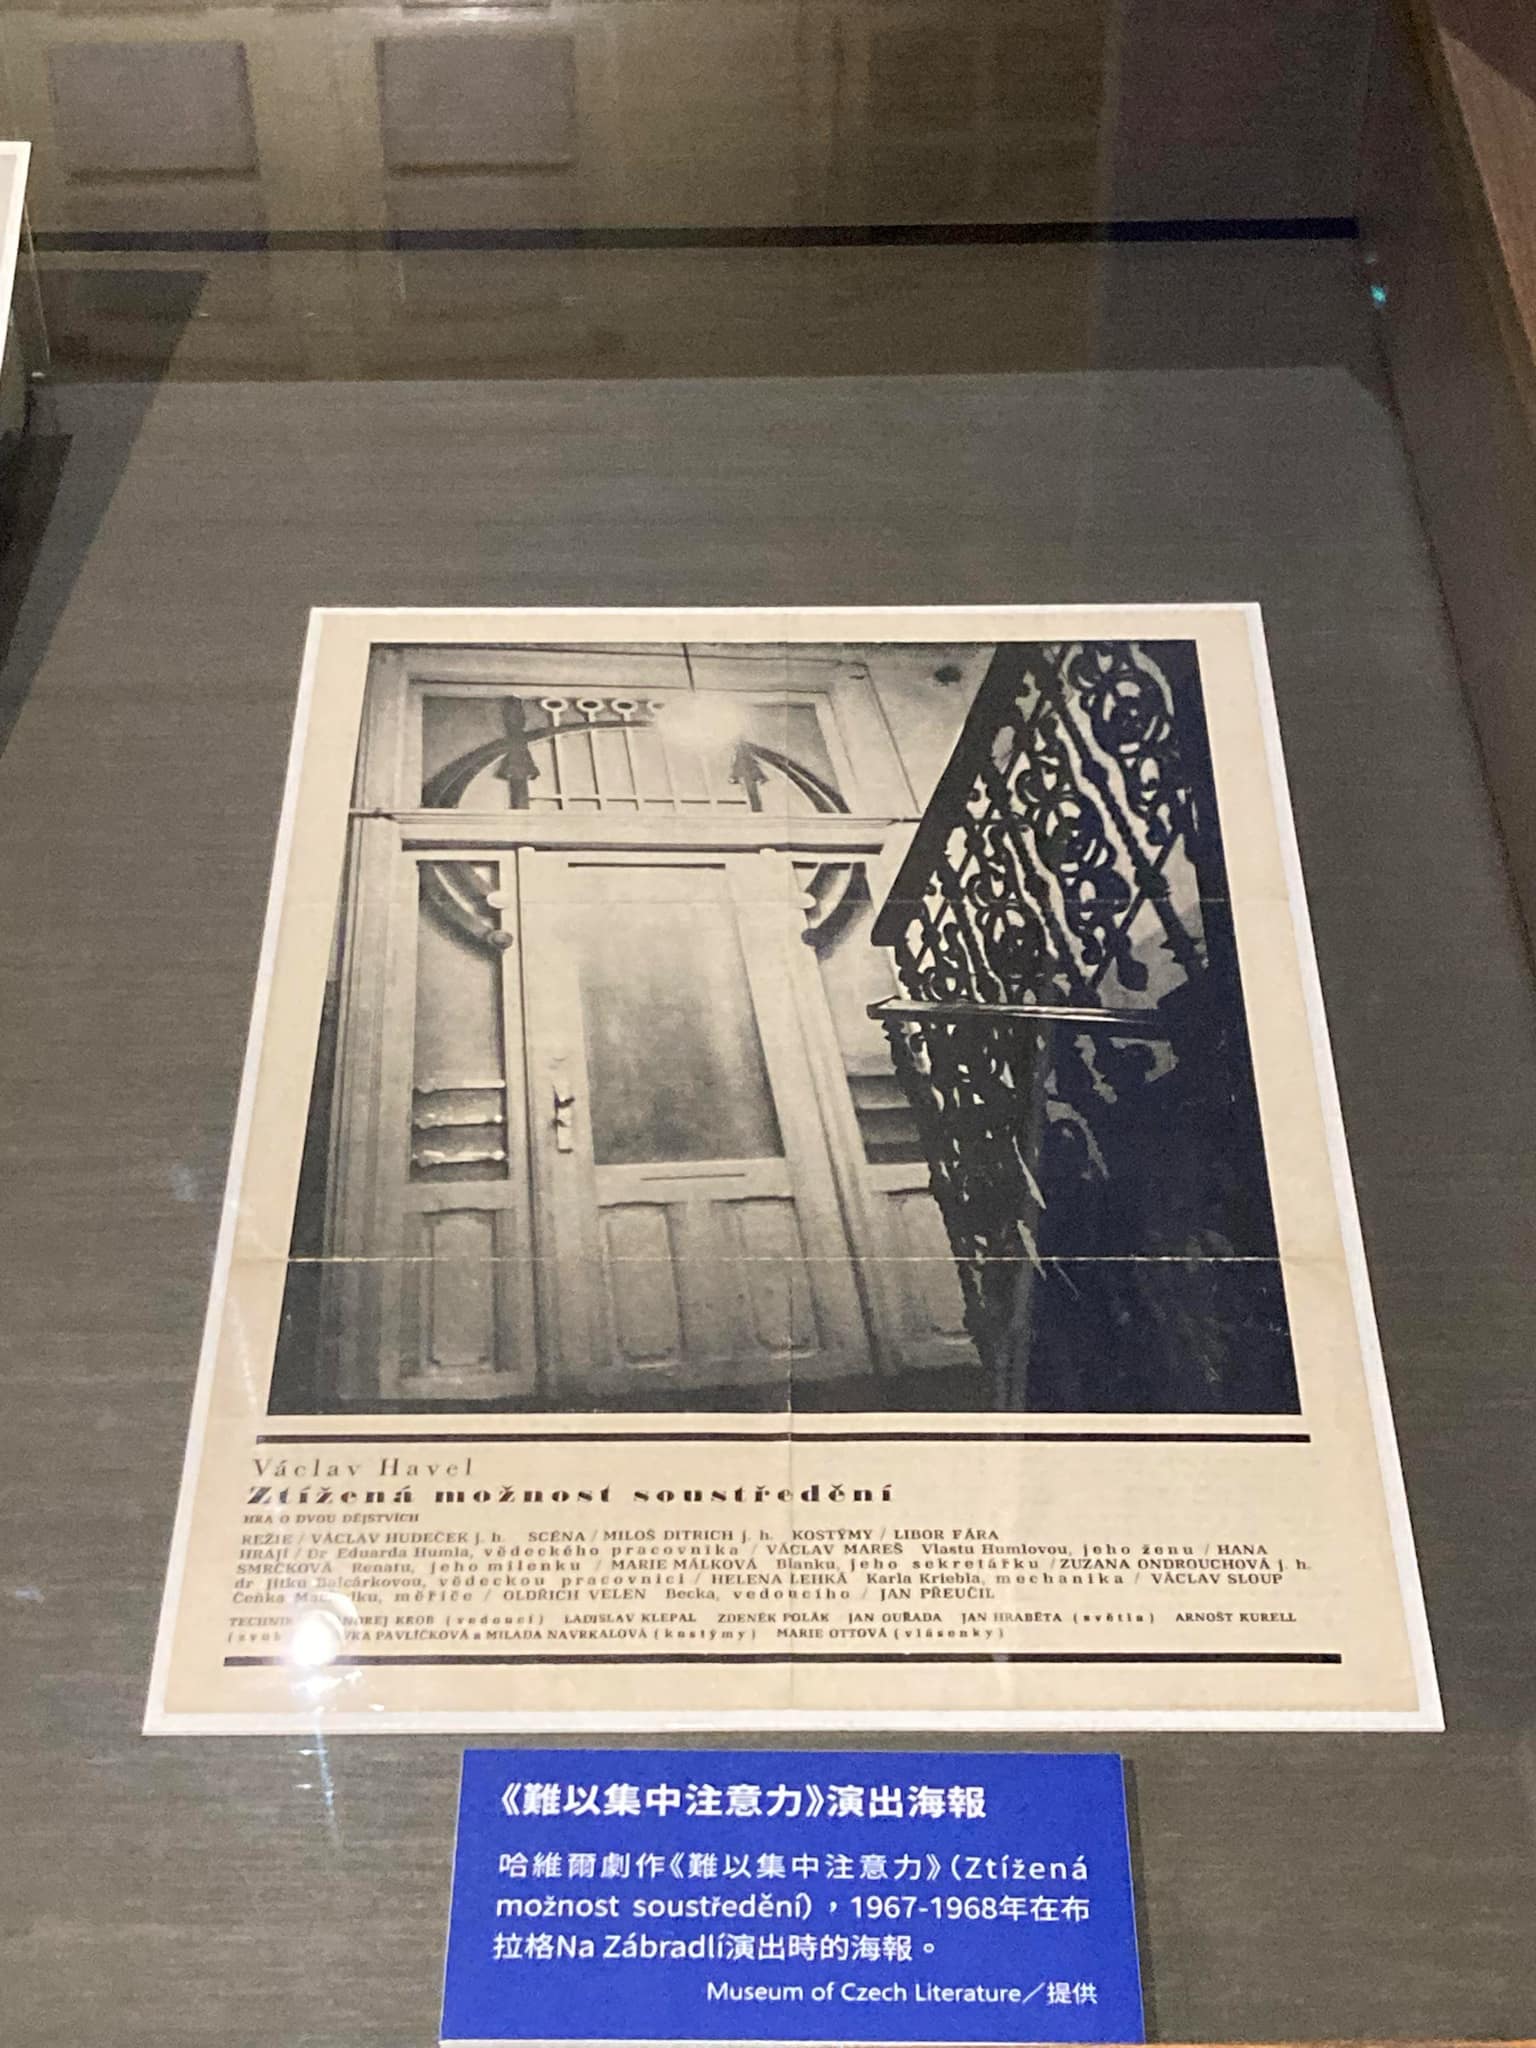 Václav Havel
Ztížená možnost soustředění
HRA O DVOU DĚJSTVÍCH
REŽIE / VÁCLAV HUDEČEK j. h. SCÉNA / MILOŠ DITRICH j. h. KOSTÝMY / LIBOR FÁRA
HRAJÍ / Dr Eduarda Humla, vědeckého pracovníka / VÁCLAV MAREŠ Vlastu Humlovou, jeho ženu / HANA
SMRČKOVÁ Renatu, jeho milenku / MARIE MÁLKOVÁ Blanku, jeho sekretářku / ZUZANA ONDROUCHOVÁ j. h.
dr Jitku Balcárkovou, vědeckou pracovnici / HELENA LEHKÁ Karla Kriebla, mechanika / VÁCLAV SLOUP
Čeňka měřiče / OLDŘICH VELEN Becka, vedoucího / JAN PŘEUČIL
KROB (vedoucí) LADISLAV KLEPAL ZDENĚK POLÁK JAN OUŘADA JAN HRABĚTA (světla) ARNOŠT KURELL
PAVLÍČKOVÁ a MILADA NAVRKALOVÁ (kostýmy) MARIE OTTOVÁ (vlásenky)
《難以集中注意力》演出海報
哈維爾劇作《難以集中注意力》（Ztížená
možnost soustředění），1967-1968年在布
拉格Na Zábradlí演出時的海報。
Museum of Czech Literature／提供